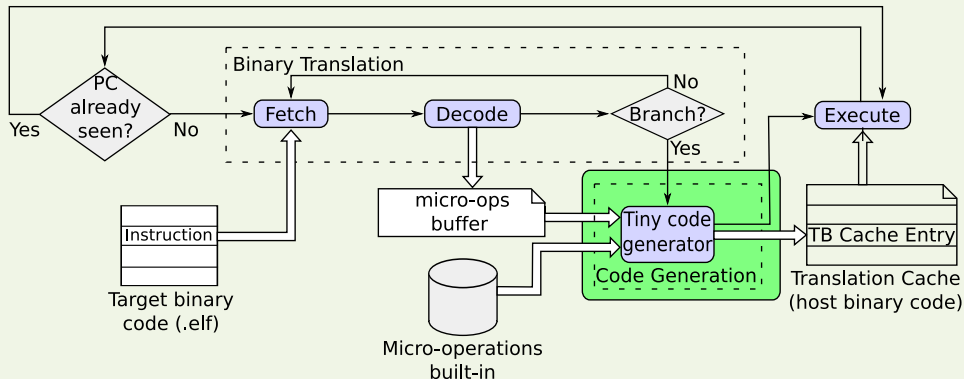 Binary Translation
PC
already
seen?
Yes
No
Fetch
Decode
Branch?
No
Yes
Execute
Instruction
Target binary
code (.elf)
micro-ops
buffer
Micro-operations
built-in
Tiny code
generator
Code Generation
TB Cache Entry
Translation Cache
(host binary code)